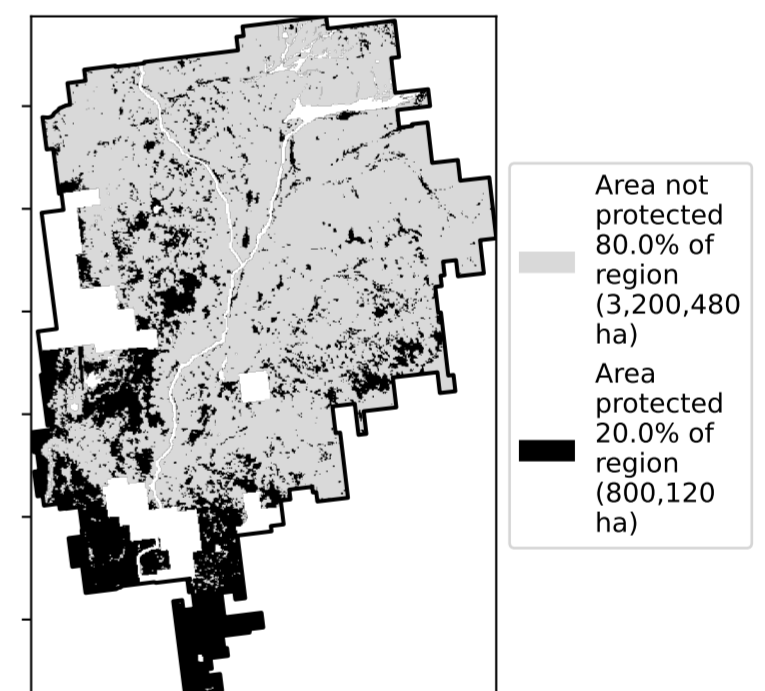 Area not
protected
80.0% of
region
(3,200,480
ha)
Area
protected
20.0% of
region
(800,120
ha)